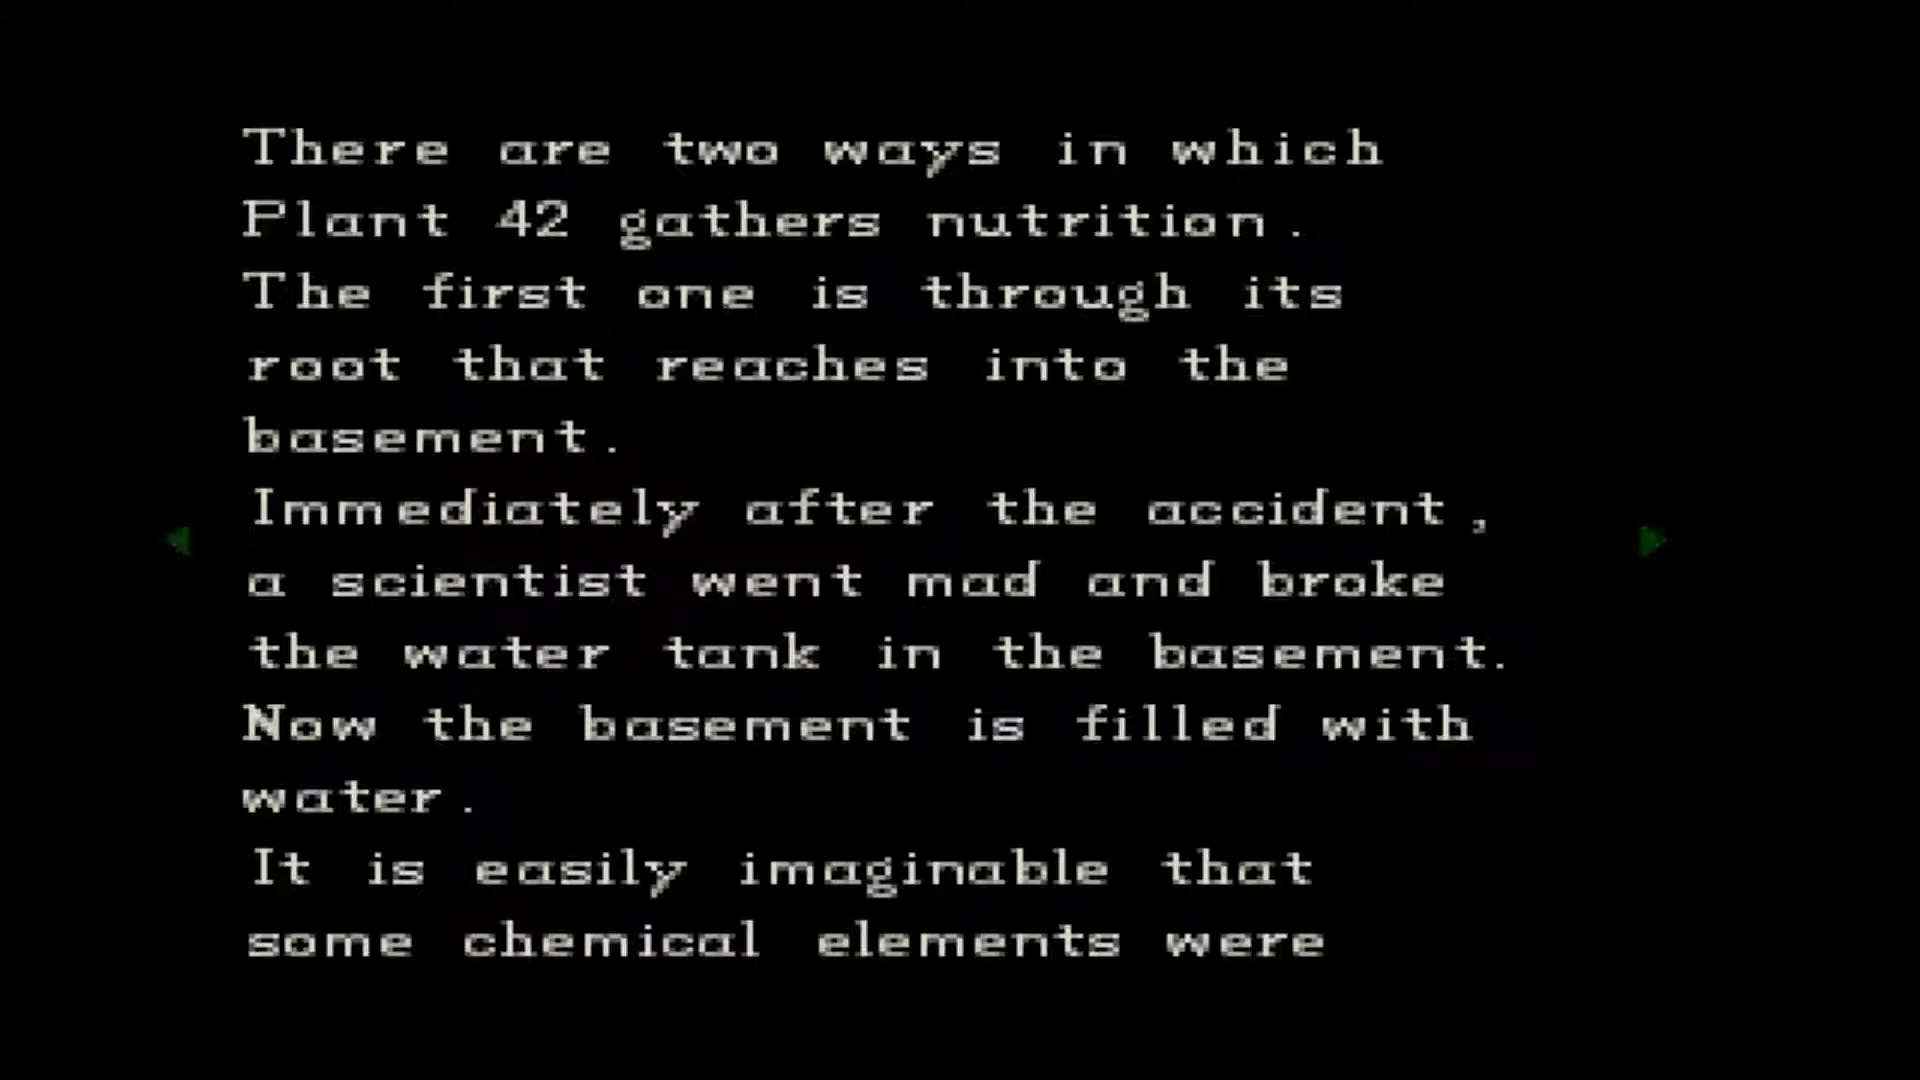 There are two ways in which
Plant 42 gathers nutrition.
The first one is through its
root that reaches into the
basement.
Immediately after the accident,
a scientist went mad and broke
the water tank in the basement.
Now the basement is filled with
water.
It is easily imaginable that
some chemical elements were